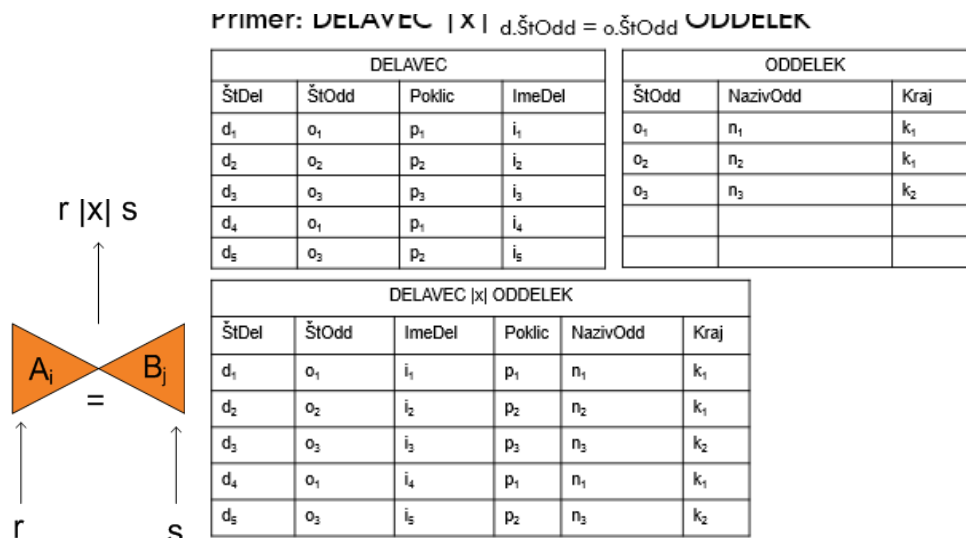 Primer: DELAVEC |x| d.ŠtOdd = o.ŠtOdd ODDELEK
DELAVEC
ŠtDel ŠtOdd Poklic ImeDel
d₁ o₁ p₁ i₁
d₂ o₂ p₂ i₂
d₃ o₃ p₃ i₃
d₄ o₁ p₁ i₄
d₅ o₃ p₂ i₅
ODDELEK
ŠtOdd NazivOdd Kraj
o₁ n₁ k₁
o₂ n₂ k₁
o₃ n₃ k₂
r |x| s
A<sub>i</sub> B<sub>j</sub>
=
r s
DELAVEC |x| ODDELEK
ŠtDel ŠtOdd ImeDel Poklic NazivOdd Kraj
d₁ o₁ i₁ p₁ n₁ k₁
d₂ o₂ i₂ p₂ n₂ k₁
d₃ o₃ i₃ p₃ n₃ k₂
d₄ o₁ i₄ p₁ n₁ k₁
d₅ o₃ i₅ p₂ n₃ k₂